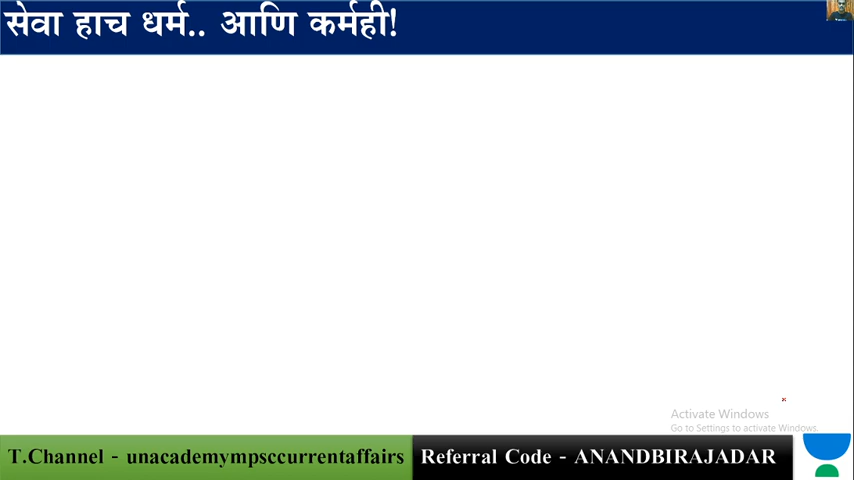 सेवा हाच धर्म.. आणि कर्मही!
Activate Windows
Go to Settings to activate Windows.
T.Channel - unacademympsccurrentaffairs
Referral Code - ANANDBIRAJADAR